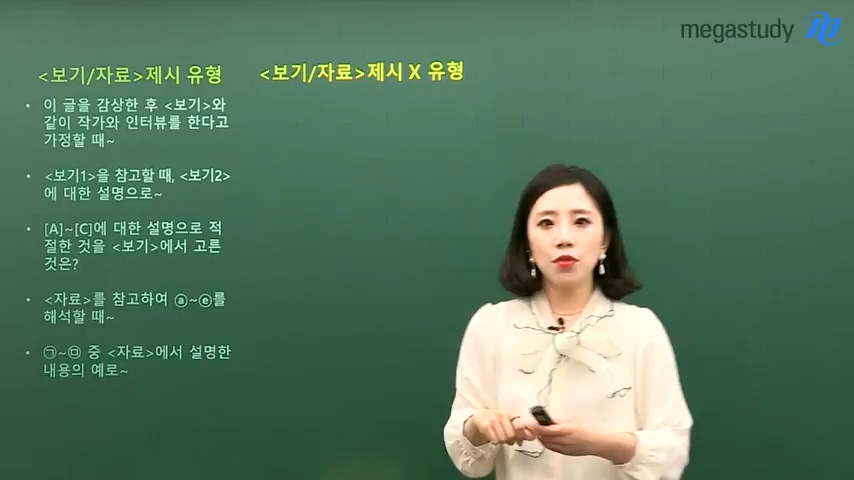 megastudy
<보기/자료>제시 유형
<보기/자료>제시 X 유형
• 이 글을 감상한 후 <보기>와
같이 작가와 인터뷰를 한다고
가정할 때~
• <보기1>을 참고할 때, <보기2>
에 대한 설명으로~
• [A]~[C]에 대한 설명으로 적
절한 것을 <보기>에서 고른
것은?
• <자료>를 참고하여 ⓐ~ⓔ를
해석할 때~
• ㉠~㉤ 중 <자료>에서 설명한
내용의 예로~